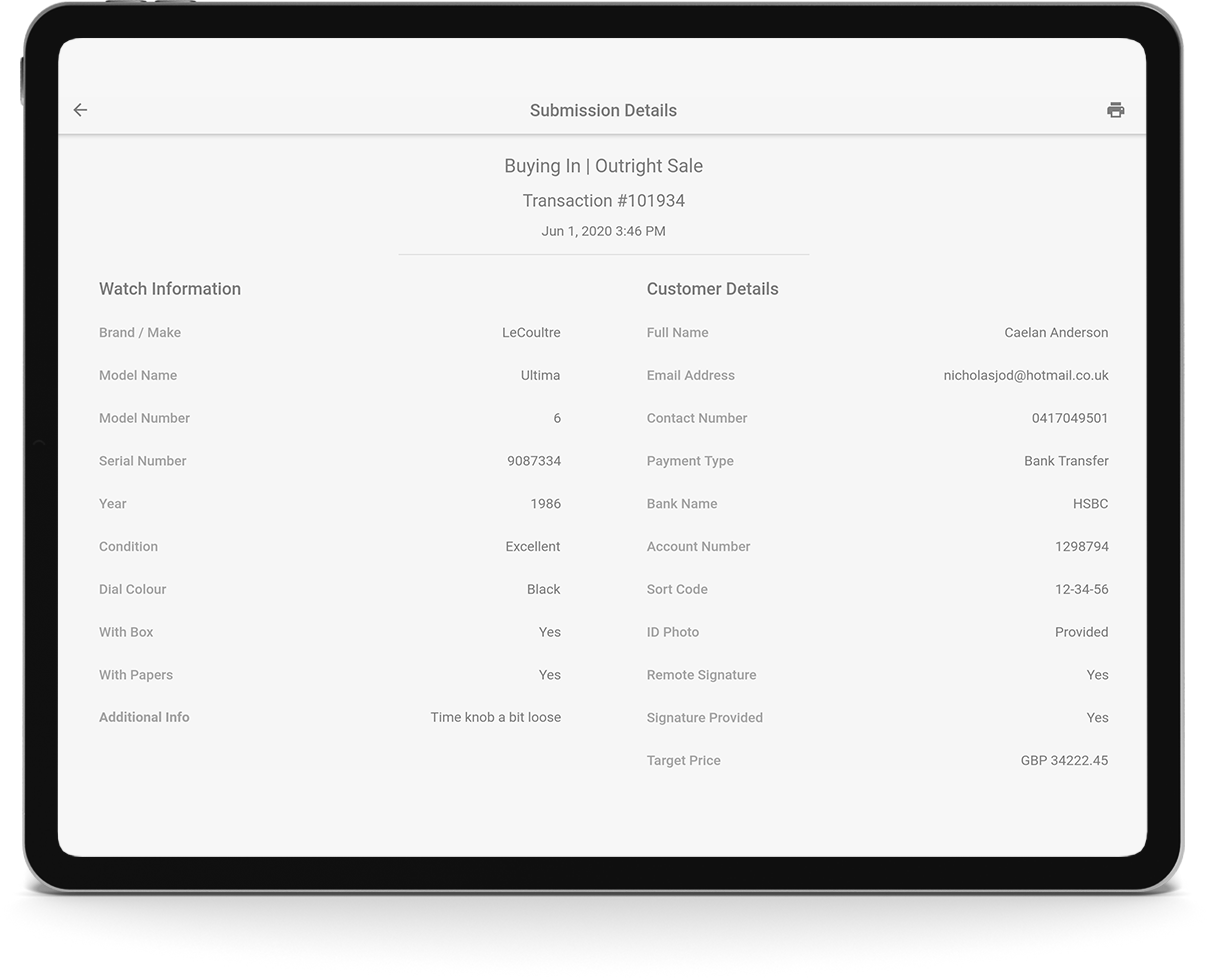 Submission Details
Buying In | Outright Sale
Transaction #101934
Jun 1, 2020 3:46 PM
Watch Information
Brand / Make LeCoultre
Model Name Ultima
Model Number 6
Serial Number 9087334
Year 1986
Condition Excellent
Dial Colour Black
With Box Yes
With Papers Yes
Additional Info Time knob a bit loose
Customer Details
Full Name Caelan Anderson
Email Address nicholasjod@hotmail.co.uk
Contact Number 0417049501
Payment Type Bank Transfer
Bank Name HSBC
Account Number 1298794
Sort Code 12-34-56
ID Photo Provided
Remote Signature Yes
Signature Provided Yes
Target Price GBP 34222.45